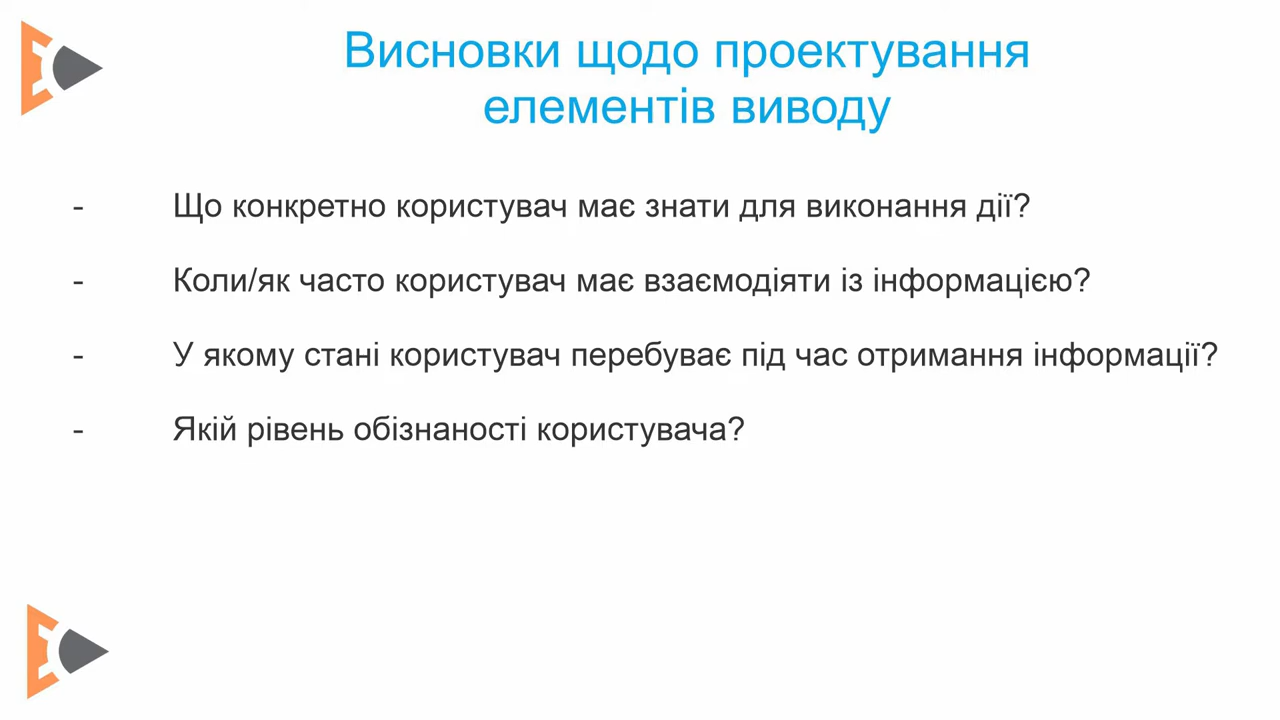 Висновки щодо проектування
елементів виводу
- Що конкретно користувач має знати для виконання дії?
- Коли/як часто користувач має взаємодіяти із інформацією?
- У якому стані користувач перебуває під час отримання інформації?
- Якій рівень обізнаності користувача?